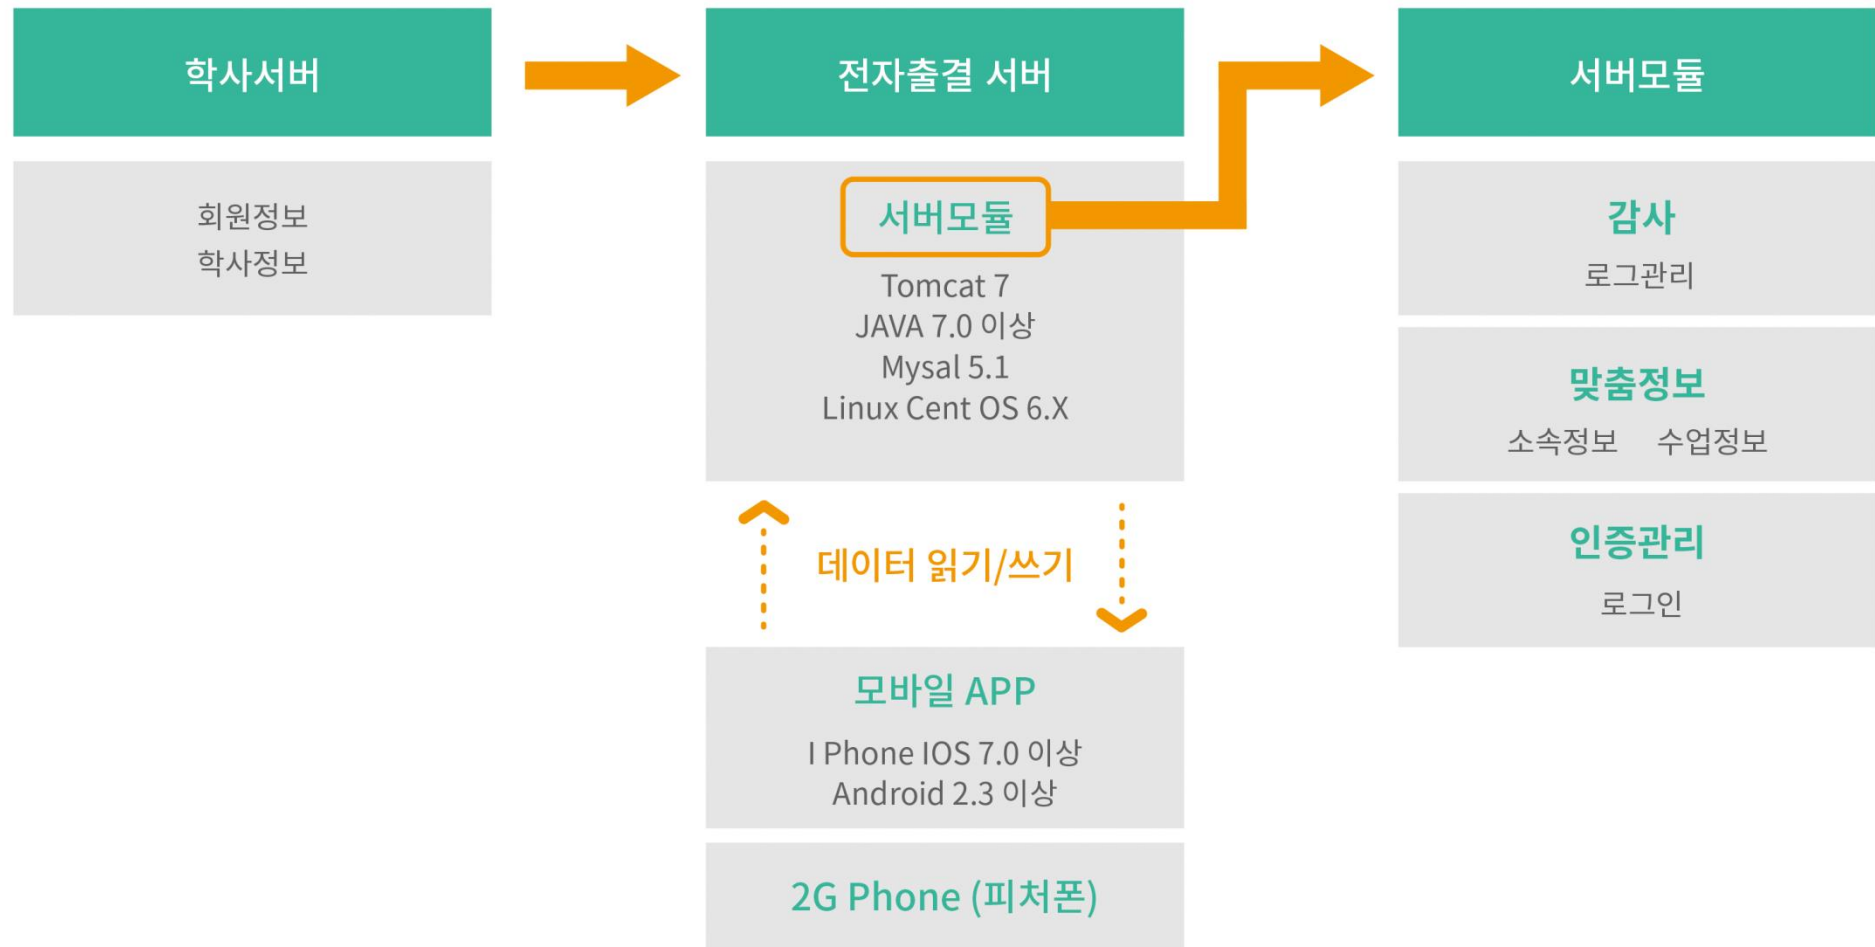 학사서버
회원정보
학사정보
전자출결 서버
서버모듈
Tomcat 7
JAVA 7.0 이상
Mysal 5.1
Linux Cent OS 6.X
데이터 읽기/쓰기
모바일 APP
I Phone IOS 7.0 이상
Android 2.3 이상
2G Phone (피처폰)
서버모듈
감사
로그관리
맞춤정보
소속정보 수업정보
인증관리
로그인